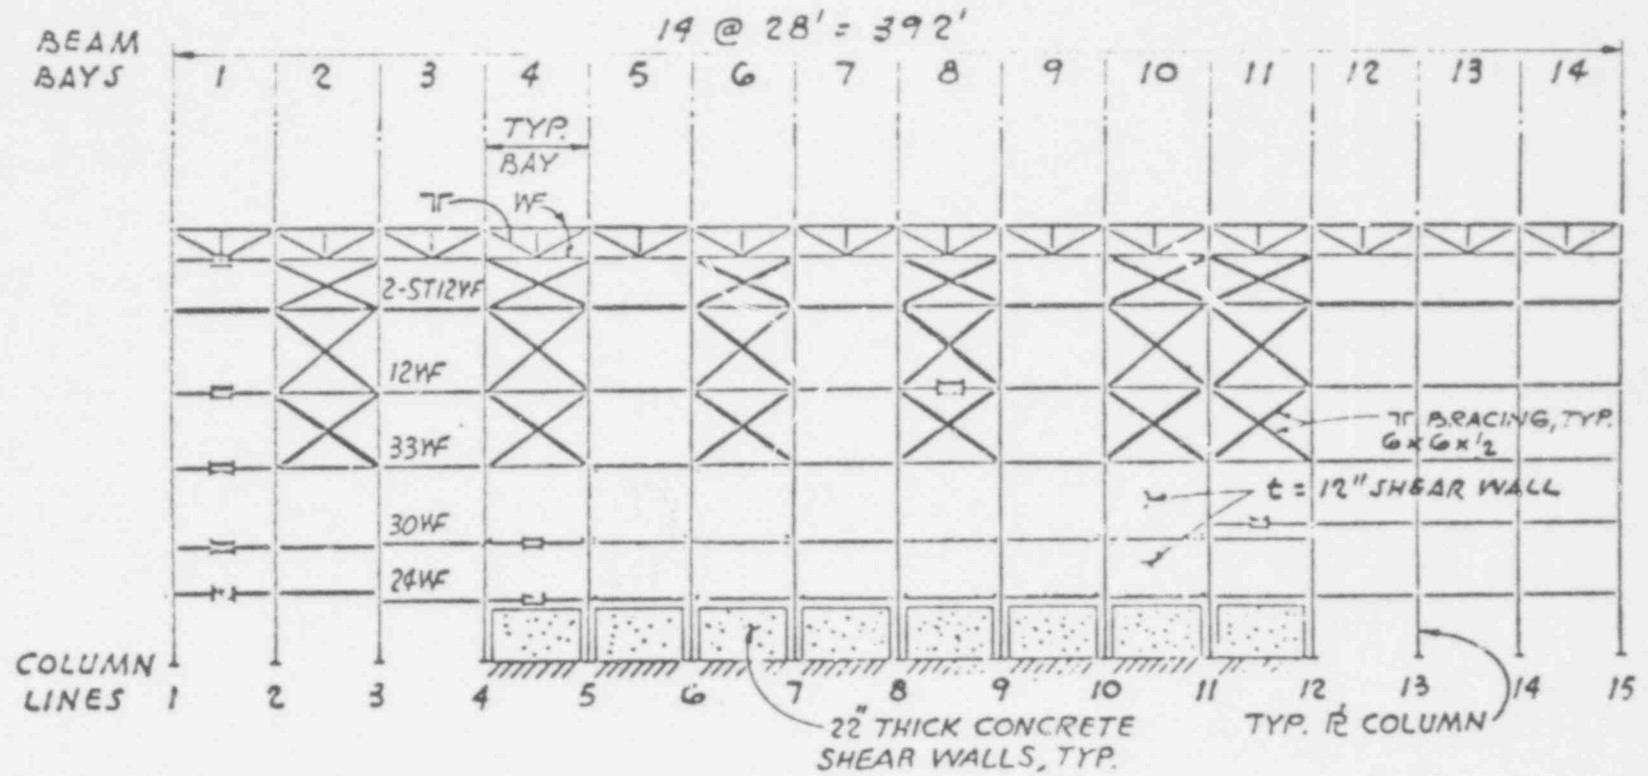 14 @ 28' = 392'
BEAM
BAYS
1 2 3 4 5 6 7 8 9 10 11 12 13 14
TYP.
BAY
WF
2-ST12WF
12WF
33WF
BRACING, TYP.
6x6x1/2
t = 12" SHEAR WALL
30WF
24WF
COLUMN
LINES
1 2 3 4 5 6 7 8 9 10 11 12 13 14 15
22" THICK CONCRETE
SHEAR WALLS, TYP.
TYP. COLUMN